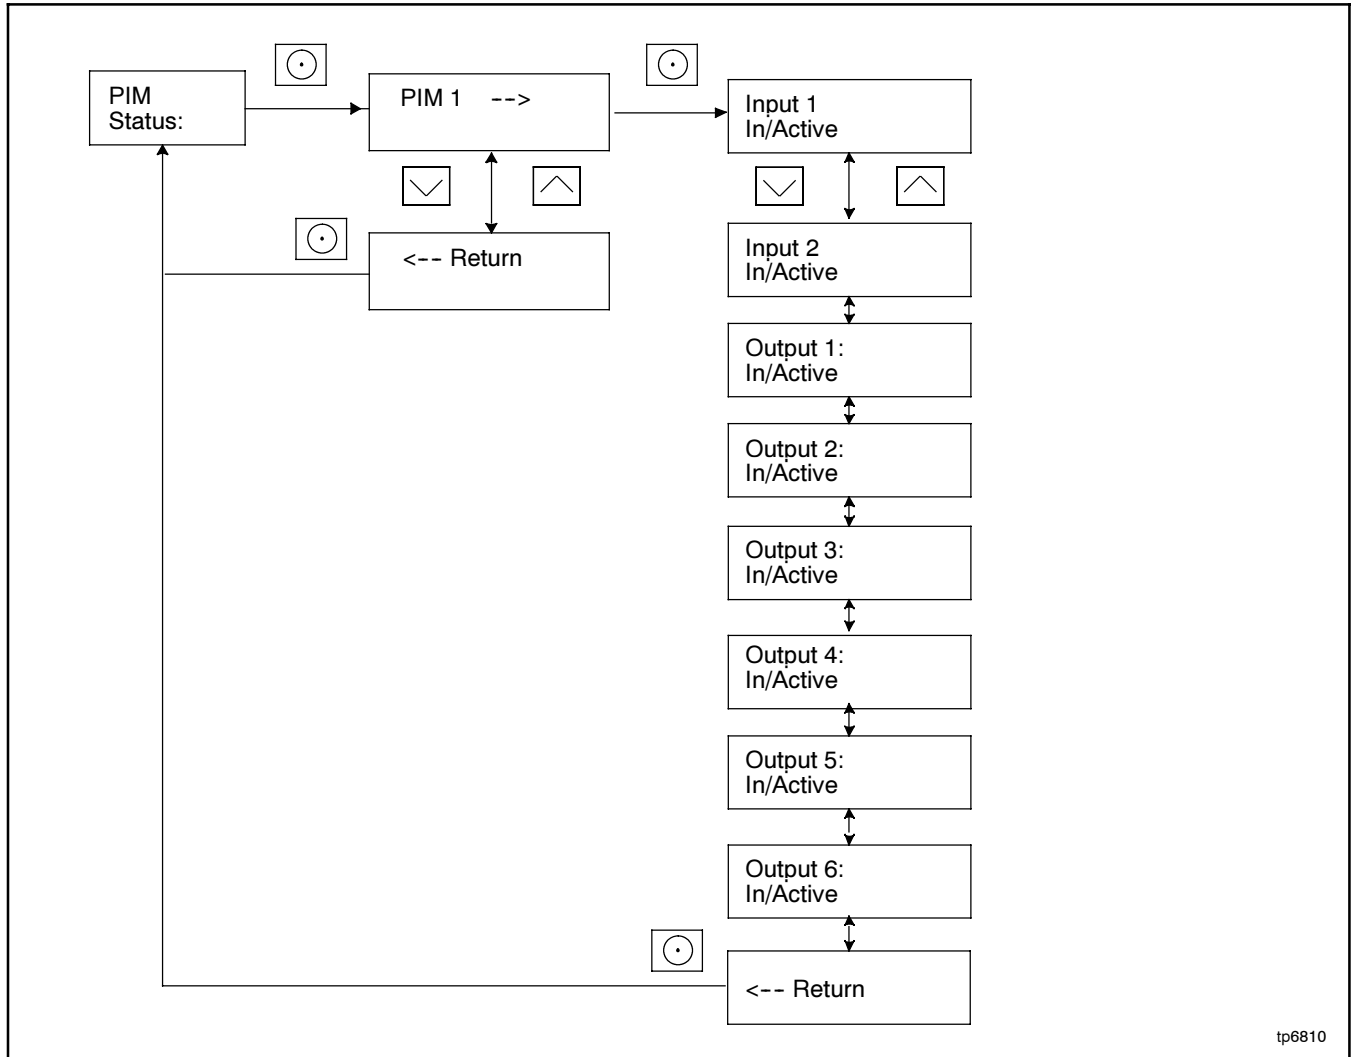 PIM
Status:
PIM 1 -->
<-- Return
Input 1
In/Active
Input 2
In/Active
Output 1:
In/Active
Output 2:
In/Active
Output 3:
In/Active
Output 4:
In/Active
Output 5:
In/Active
Output 6:
In/Active
<-- Return
tp6810